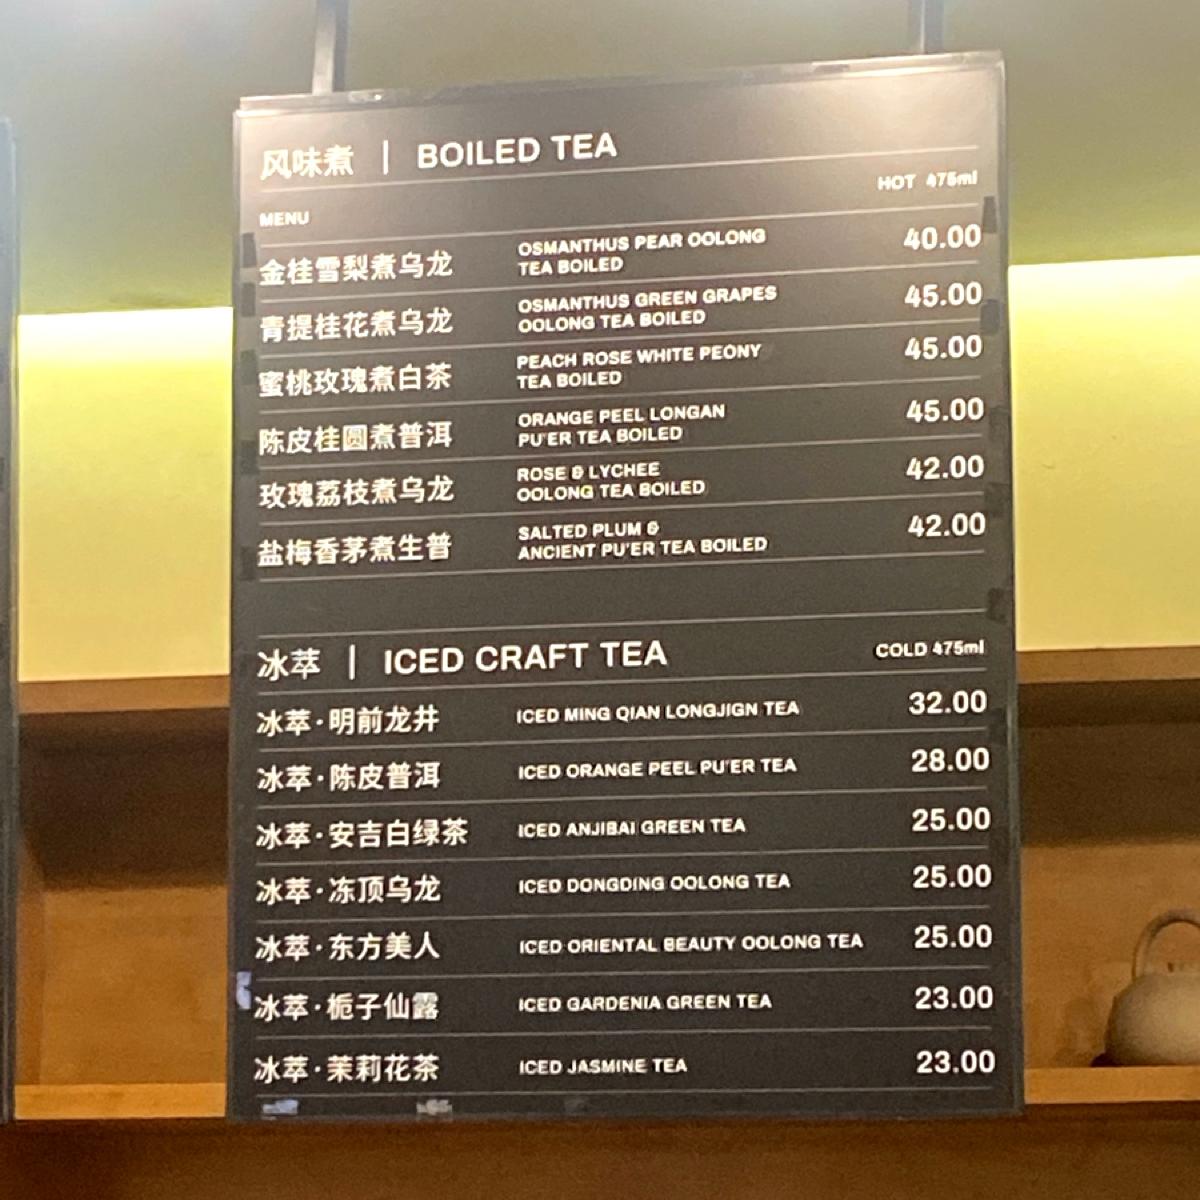 风味煮 | BOILED TEA
HOT 475ml
MENU
金桂雪梨煮乌龙 OSMANTHUS PEAR OOLONG TEA BOILED 40.00
青提桂花煮乌龙 OSMANTHUS GREEN GRAPES OOLONG TEA BOILED 45.00
蜜桃玫瑰煮白茶 PEACH ROSE WHITE PEONY TEA BOILED 45.00
陈皮桂圆煮普洱 ORANGE PEEL LONGAN PU'ER TEA BOILED 45.00
玫瑰荔枝煮乌龙 ROSE & LYCHEE OOLONG TEA BOILED 42.00
盐梅香茅煮生普 SALTED PLUM & ANCIENT PU'ER TEA BOILED 42.00
冰萃 | ICED CRAFT TEA COLD 475ml
冰萃·明前龙井 ICED MING QIAN LONGJIGN TEA 32.00
冰萃·陈皮普洱 ICED ORANGE PEEL PU'ER TEA 28.00
冰萃·安吉白绿茶 ICED ANJIBAI GREEN TEA 25.00
冰萃·冻顶乌龙 ICED DONGDING OOLONG TEA 25.00
冰萃·东方美人 ICED ORIENTAL BEAUTY OOLONG TEA 25.00
冰萃·栀子仙露 ICED GARDENIA GREEN TEA 23.00
冰萃·茉莉花茶 ICED JASMINE TEA 23.00